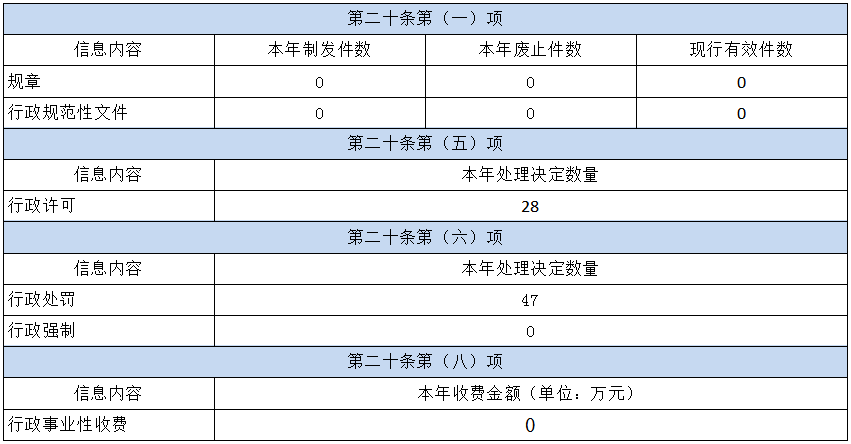 第二十条第（一）项
信息内容 本年制发件数 本年废止件数 现行有效件数
规章 0 0 0
行政规范性文件 0 0 0
第二十条第（五）项
信息内容 本年处理决定数量
行政许可 28
第二十条第（六）项
信息内容 本年处理决定数量
行政处罚 47
行政强制 0
第二十条第（八）项
信息内容 本年收费金额（单位：万元）
行政事业性收费 0